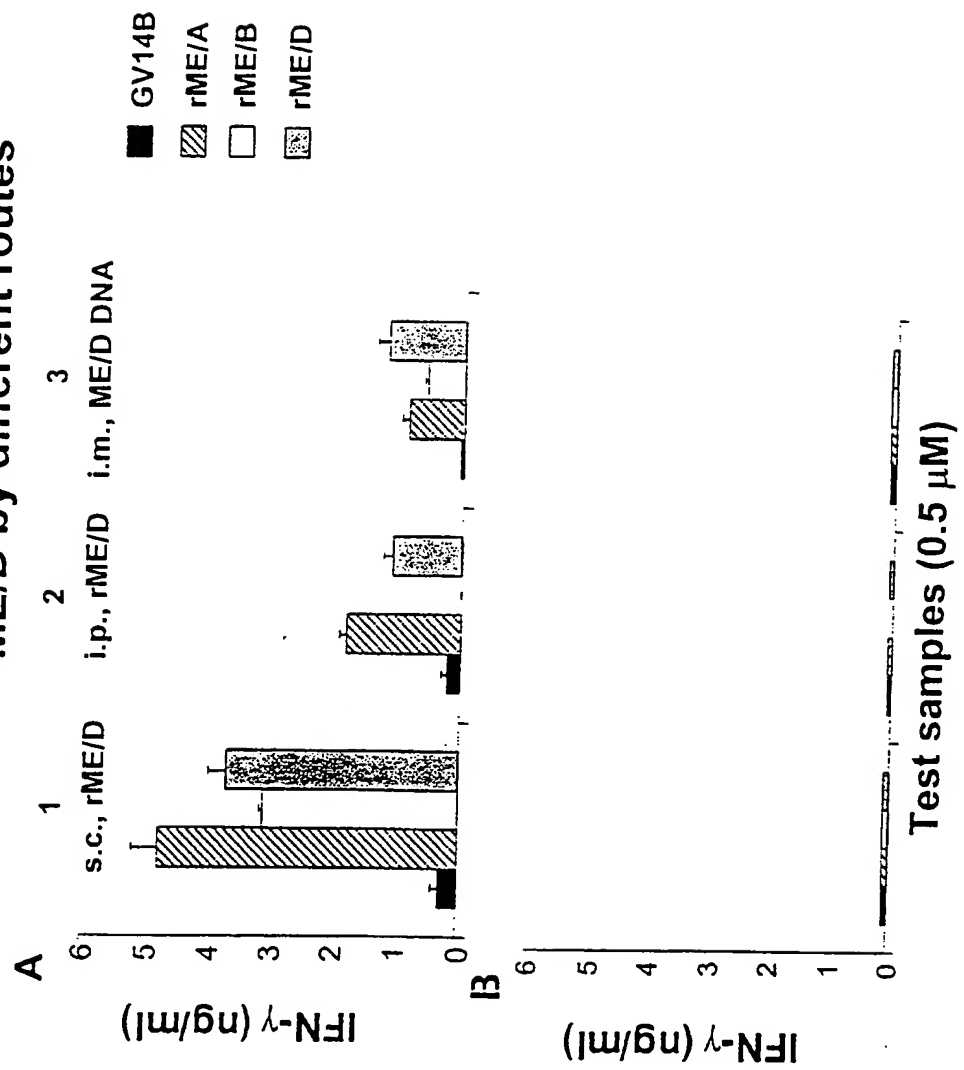 ME/D by different routes
A
1
2
3
s.c., rME/D
i.p., rME/D
i.m., ME/D DNA
GV14B
rME/A
rME/B
rME/D
IFN-γ (ng/ml)
6
5
4
3
2
1
0
B
IFN-γ (ng/ml)
6
5
4
3
2
1
0
Test samples (0.5 μM)